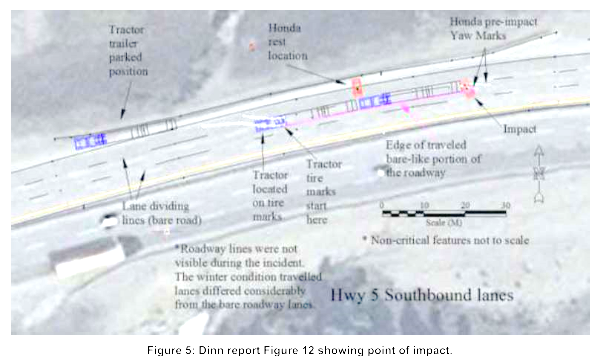 Tractor
trailer
parked
position
Honda
rest
location
Honda pre-impact
Yaw Marks
Impact
Edge of traveled
bare-like portion of
the roadway
Tractor
located
on tire
marks
Tractor
tire
marks
start
here
Lane dividing
lines (bare road)
0 10 20 30
Scale (M)
*Roadway lines were not
visible during the incident.
The winter condition travelled
lanes differed considerably
from the bare roadway lanes.
* Non-critical features not to scale
Hwy 5 Southbound lanes
Figure 5: Dinn report Figure 12 showing point of impact.